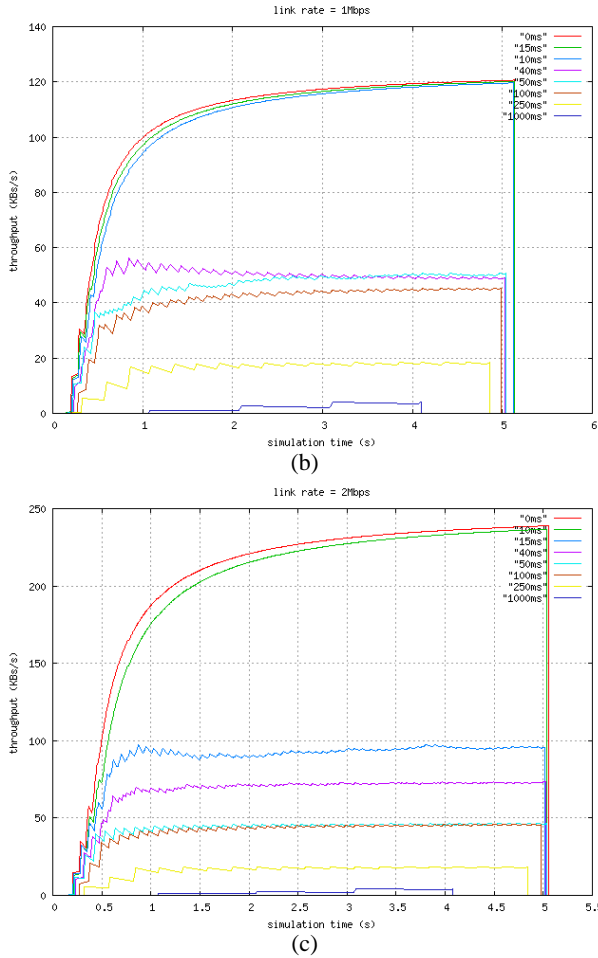 link rate = 1Mbps
140
120
100
80
60
40
20
0
throughput (KBs/s)
"0ms"
"15ms"
"10ms"
"40ms"
"50ms"
"100ms"
"250ms"
"1000ms"
0 1 2 3 4 5 6
simulation time (s)
(b)
link rate = 2Mbps
250
200
150
100
50
0
throughput (KBs/s)
"0ms"
"10ms"
"15ms"
"40ms"
"50ms"
"100ms"
"250ms"
"1000ms"
0 0.5 1 1.5 2 2.5 3 3.5 4 4.5 5 5.5
simulation time (s)
(c)